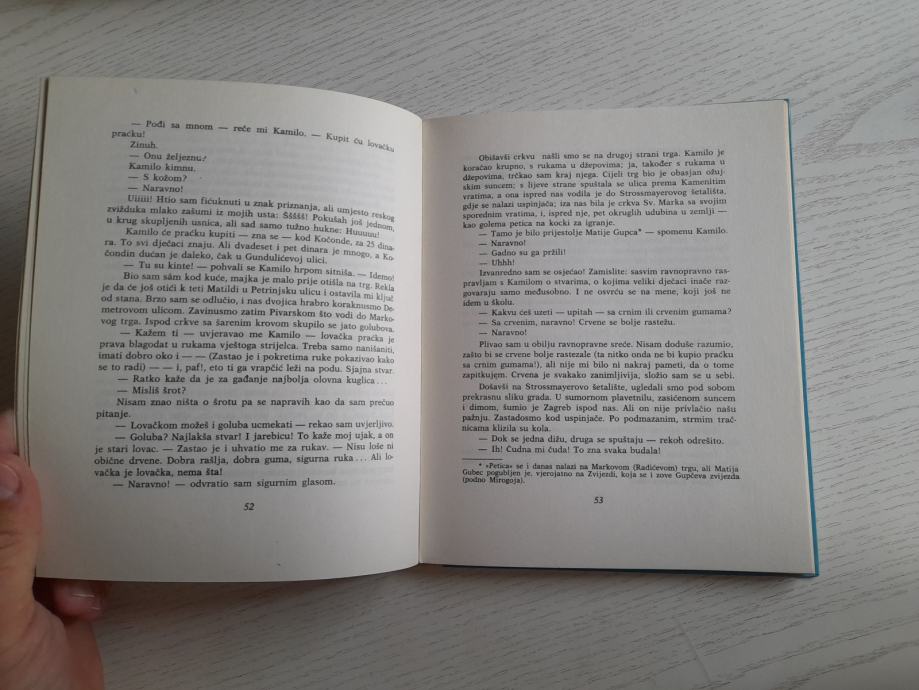 — Pođi sa mnom — reče mi Kamilo. — Kupit ću lovačku
praćku!
Zinuh.
— Onu željeznu?
Kamilo kimnu.
— S kožom?
— Naravno!
Uiiiii! Htio sam fićuknuti u znak priznanja, ali umjesto reskog
zvižduka mlako zašumi iz mojih usta: Sššššš! Pokušah još jednom,
u krug skupljenih usnica, ali sad samo tužno hukne: Huuuuu!
Kamilo će praćku kupiti — zna se — kod Kočonde, za 25 dina-
ra. To svi dječaci znaju. Ali dvadeset i pet dinara je mnogo, a Ko-
čondin dućan je daleko, čak u Gundulićevoj ulici.
— Tu su kinte! — pohvali se Kamilo hrpom sitniša. — Idemo!
Bio sam sâm kod kuće, majka je malo prije otišla na trg. Rekla
je da će još otići k teti Matildi u Petrinjsku ulicu i ostavila mi ključ
od stana. Brzo sam se odlučio, i nas dvojica hrabro koraknusmo De-
metrovom ulicom. Zavinusmo zatim Pivarskom što vodi do Marko-
vog trga. Ispod crkve sa šarenim krovom skupilo se jato golubova.
— Kažem ti — uvjeravao me Kamilo — lovačka praćka je
prava blagodat u rukama vještoga strijelca. Treba samo nanišaniti,
imati dobro oko i — — (Zastao je i pokretima ruke pokazivao kako
se to radi) — — i, paf!, eto ti ga vrapčić leži na podu. Sjajna stvar.
— Ratko kaže da je za gađanje najbolja olovna kuglica...
— Misliš šrot?
Nisam znao ništa o šrotu pa se napravih kao da sam prečuo
pitanje.
— Lovačkom možeš i goluba ucmekati — rekao sam uvjerljivo.
— Goluba? Najlakša stvar! I jarebicu! To kaže moj ujak, a on
je stari lovac. — Zastao je i uhvatio me za rukav. — Nisu loše ni
obične drvene. Dobra rašlja, dobra guma, sigurna ruka... Ali lo-
vačka je lovačka, nema šta!
— Naravno! — odvratio sam sigurnim glasom.
52
Obišavši crkvu našli smo se na drugoj strani trga. Kamilo je
koračao krupno, s rukama u džepovima; ja, također s rukama u
džepovima, trčkao sam kraj njega. Cijeli trg bio je obasjan ožuj-
skim suncem; s lijeve strane spuštala se ulica prema Kamenitim
vratima, a ona ispred nas vodila je do Strossmayerovog šetališta,
gdje se nalazi uspinjača; iza nas bila je crkva Sv. Marka sa svojim
sporednim vratima, i, ispred nje, pet okruglih udubina u zemlji —
kao golema petica na kocki za igranje.
— Tamo je bilo prijestolje Matije Gupca* — spomenu Kamilo.
— Naravno!
— Gadno su ga pržili!
— Uhhh!
Izvanredno sam se osjećao! Zamislite: sasvim ravnopravno ras-
pravljam s Kamilom o stvarima, o kojima veliki dječaci inače raz-
govaraju samo međusobno. I ne osvrću se na mene, koji još ne
idem u školu.
— Kakvu ćeš uzeti — upitah — sa crnim ili crvenim gumama?
— Sa crvenim, naravno! Crvene se bolje rastežu.
— Naravno!
Plivao sam u obilju ravnopravne sreće. Nisam doduše razumio,
zašto bi se crvene bolje rastezale (ta nitko onda ne bi kupio praćku
sa crnim gumama!), ali nije mi bilo ni nakraj pameti, da o tome
zapitkujem. Crvena je svakako zanimljivija, složio sam se u sebi.
Došavši na Strossmayerovo šetalište, ugledali smo pod sobom
prekrasnu sliku grada. U sumornom plavetnilu, zasićenom suncem
i dimom, šumio je Zagreb ispod nas. Ali on nije privlačio našu
pažnju. Zastadosmo kod uspinjače. Po podmazanim, strmim trač-
nicama klizila su kola.
— Dok se jedna dižu, druga se spuštaju — rekoh odrešito.
— Ih! Čudna mi čuda! To zna svaka budala!
* »Petica« se i danas nalazi na Markovom (Radićevom) trgu, ali Matija
Gubec pogubljen je, vjerojatno na Zvijezdi, koja se i zove Gupčeva zvijezda
(podno Mirogoja).
53